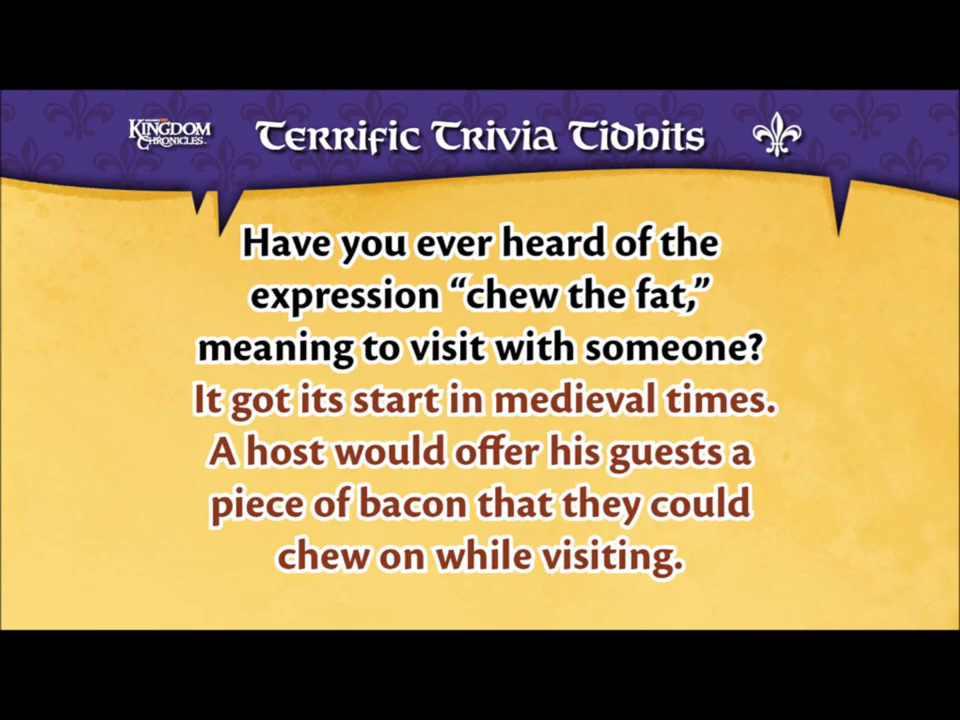 KINGDOM
CHRONICLES™
Terrific Trivia Tidbits
Have you ever heard of the
expression “chew the fat,”
meaning to visit with someone?
It got its start in medieval times.
A host would offer his guests a
piece of bacon that they could
chew on while visiting.